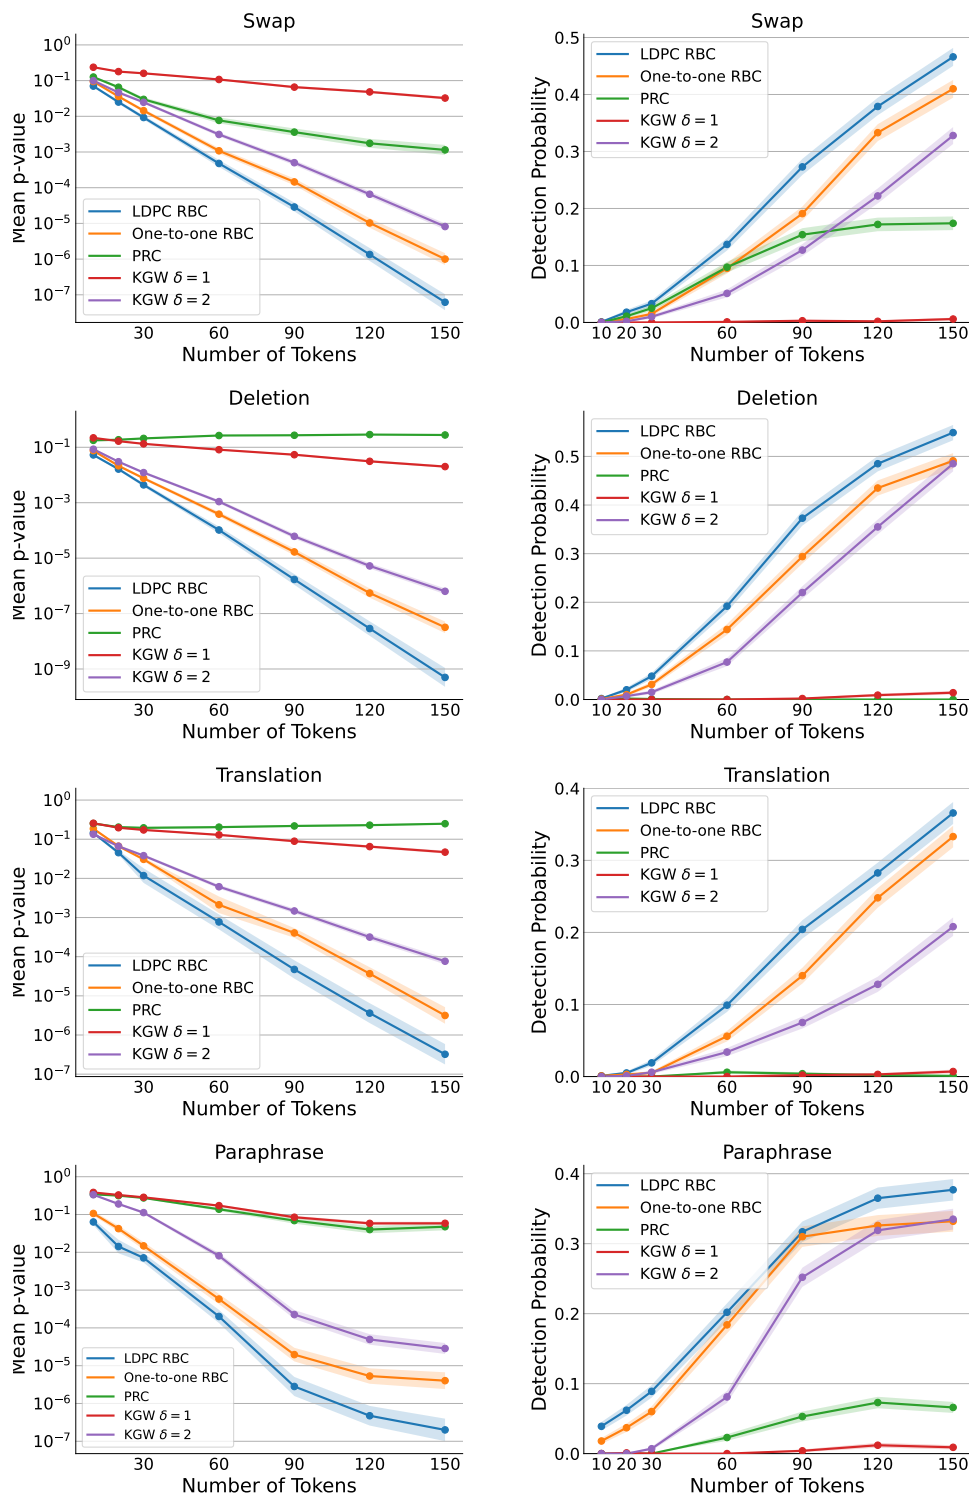 Swap
Mean p-value
10⁰
10⁻¹
10⁻²
10⁻³
10⁻⁴
10⁻⁵
10⁻⁶
10⁻⁷
LDPC RBC
One-to-one RBC
PRC
KGW δ = 1
KGW δ = 2
30 60 90 120 150
Number of Tokens
Swap
Detection Probability
0.5
0.4
0.3
0.2
0.1
0.0
LDPC RBC
One-to-one RBC
PRC
KGW δ = 1
KGW δ = 2
10 20 30 60 90 120 150
Number of Tokens
Deletion
Mean p-value
10⁻¹
10⁻³
10⁻⁵
10⁻⁷
10⁻⁹
LDPC RBC
One-to-one RBC
PRC
KGW δ = 1
KGW δ = 2
30 60 90 120 150
Number of Tokens
Deletion
Detection Probability
0.5
0.4
0.3
0.2
0.1
0.0
LDPC RBC
One-to-one RBC
PRC
KGW δ = 1
KGW δ = 2
10 20 30 60 90 120 150
Number of Tokens
Translation
Mean p-value
10⁰
10⁻¹
10⁻²
10⁻³
10⁻⁴
10⁻⁵
10⁻⁶
10⁻⁷
LDPC RBC
One-to-one RBC
PRC
KGW δ = 1
KGW δ = 2
30 60 90 120 150
Number of Tokens
Translation
Detection Probability
0.4
0.3
0.2
0.1
0.0
LDPC RBC
One-to-one RBC
PRC
KGW δ = 1
KGW δ = 2
10 20 30 60 90 120 150
Number of Tokens
Paraphrase
Mean p-value
10⁰
10⁻¹
10⁻²
10⁻³
10⁻⁴
10⁻⁵
10⁻⁶
10⁻⁷
LDPC RBC
One-to-one RBC
PRC
KGW δ = 1
KGW δ = 2
30 60 90 120 150
Number of Tokens
Paraphrase
Detection Probability
0.4
0.3
0.2
0.1
0.0
LDPC RBC
One-to-one RBC
PRC
KGW δ = 1
KGW δ = 2
10 20 30 60 90 120 150
Number of Tokens